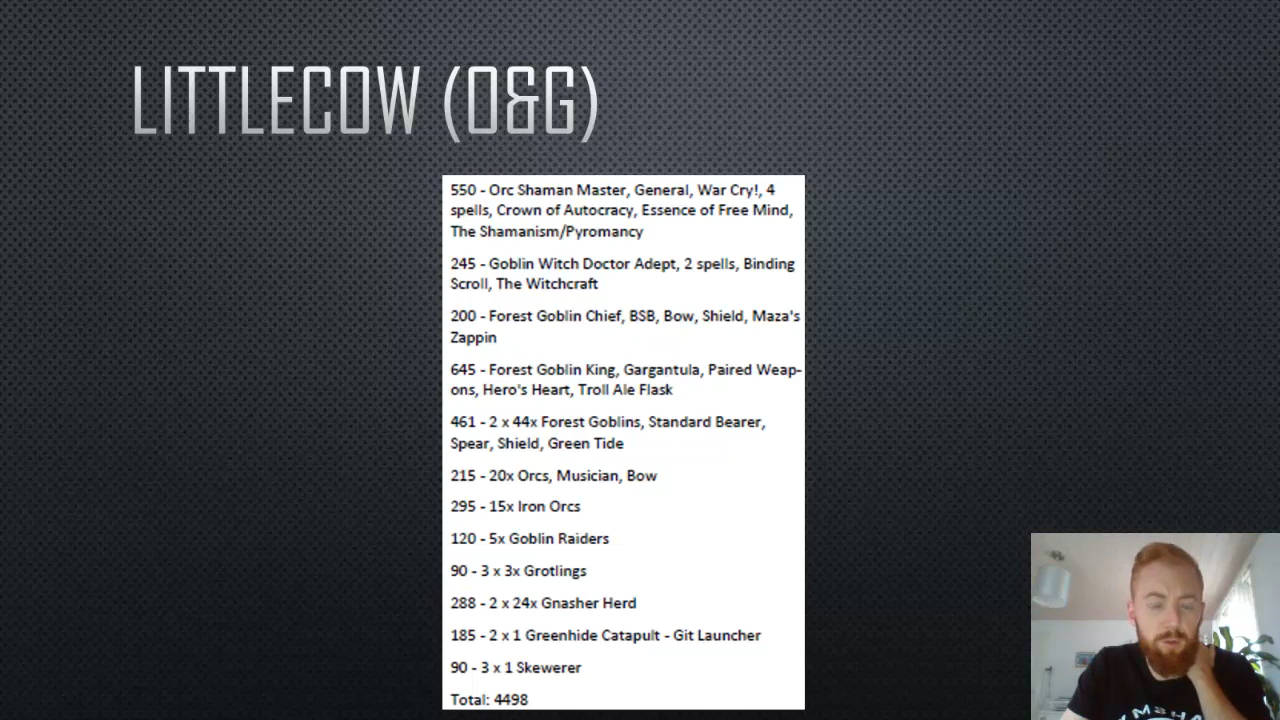 LITTLECOW (O&G)
550 - Orc Shaman Master, General, War Cry!, 4
spells, Crown of Autocracy, Essence of Free Mind,
The Shamanism/Pyromancy
245 - Goblin Witch Doctor Adept, 2 spells, Binding
Scroll, The Witchcraft
200 - Forest Goblin Chief, BSB, Bow, Shield, Maza's
Zappin
645 - Forest Goblin King, Gargantula, Paired Weap-
ons, Hero's Heart, Troll Ale Flask
461 - 2 x 44x Forest Goblins, Standard Bearer,
Spear, Shield, Green Tide
215 - 20x Orcs, Musician, Bow
295 - 15x Iron Orcs
120 - 5x Goblin Raiders
90 - 3 x 3x Grotlings
288 - 2 x 24x Gnasher Herd
185 - 2 x 1 Greenhide Catapult - Git Launcher
90 - 3 x 1 Skewerer
Total: 4498